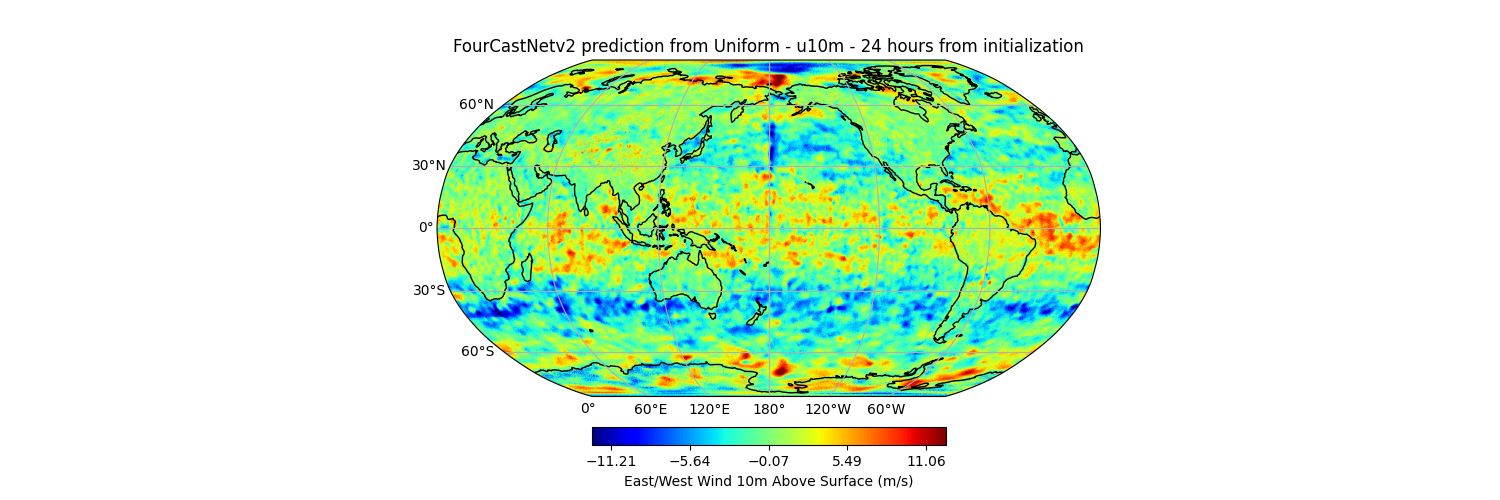 FourCastNetv2 prediction from Uniform - u10m - 24 hours from initialization
60°N
30°N
0°
30°S
60°S
0° 60°E 120°E 180° 120°W 60°W
−11.21 −5.64 −0.07 5.49 11.06
East/West Wind 10m Above Surface (m/s)